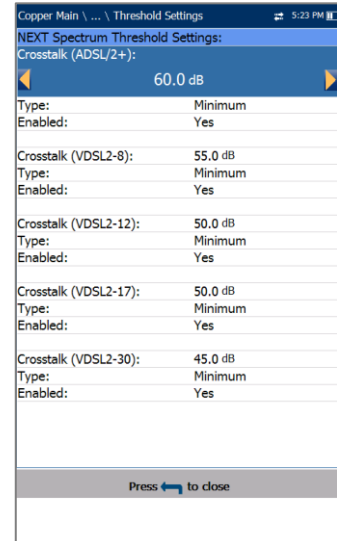 Copper Main \ ... \ Threshold Settings 5:23 PM
NEXT Spectrum Threshold Settings:
Crosstalk (ADSL/2+):
60.0 dB
Type: Minimum
Enabled: Yes
Crosstalk (VDSL2-8): 55.0 dB
Type: Minimum
Enabled: Yes
Crosstalk (VDSL2-12): 50.0 dB
Type: Minimum
Enabled: Yes
Crosstalk (VDSL2-17): 50.0 dB
Type: Minimum
Enabled: Yes
Crosstalk (VDSL2-30): 45.0 dB
Type: Minimum
Enabled: Yes
Press to close